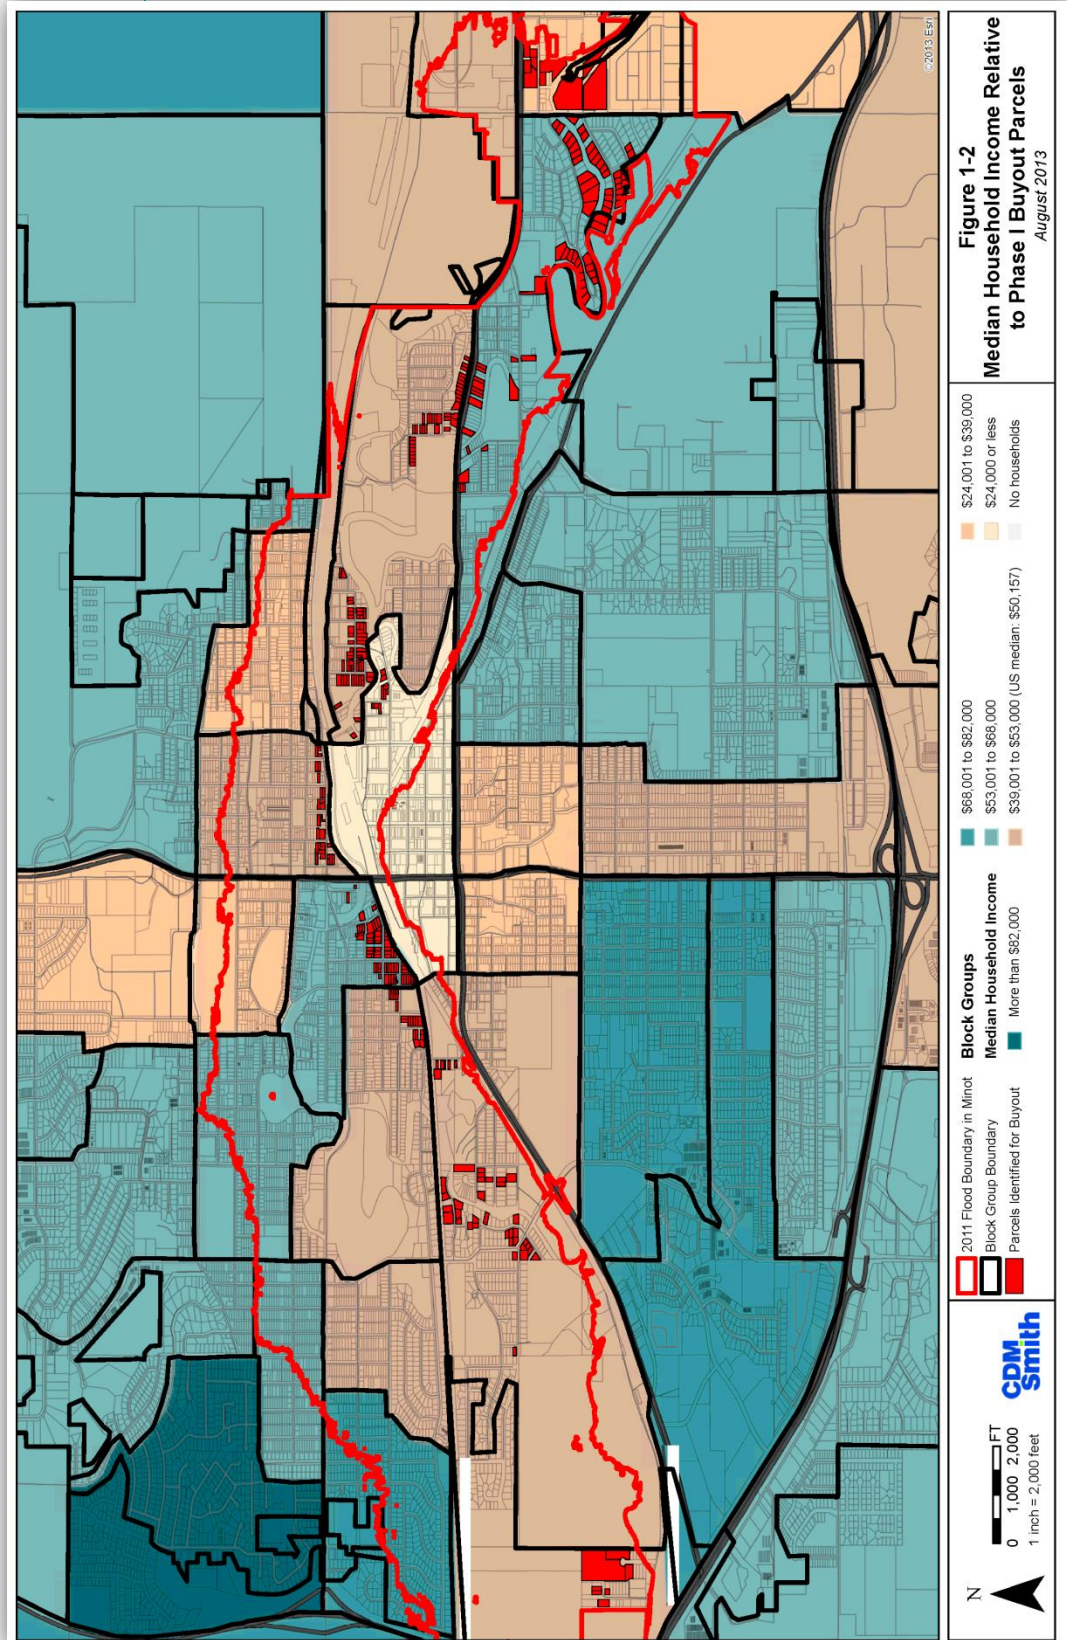 ©2013 Esri
N
0 1,000 2,000
FT
1 inch = 2,000 feet
CDM
Smith
2011 Flood Boundary in Minot
Block Group Boundary
Parcels Identified for Buyout
Block Groups
Median Household Income
More than $82,000
$68,001 to $82,000
$53,001 to $68,000
$39,001 to $53,000 (US median: $50,157)
$24,001 to $39,000
$24,000 or less
No households
Figure 1-2
Median Household Income Relative
to Phase I Buyout Parcels
August 2013